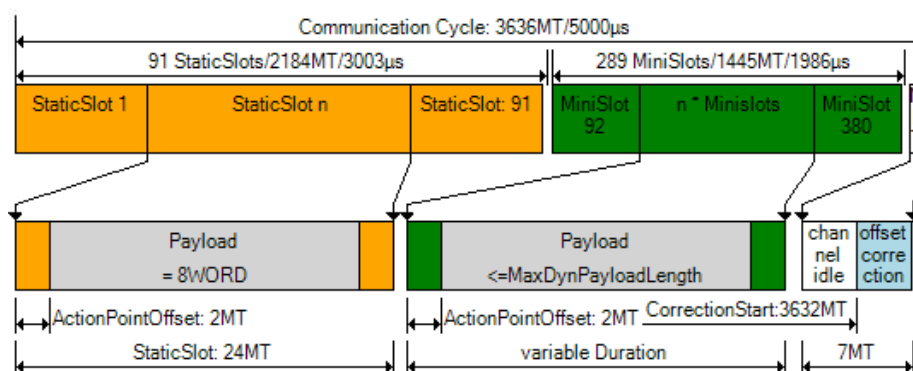 Communication Cycle: 3636MT/5000µs
91 StaticSlots/2184MT/3003µs
289 MiniSlots/1445MT/1986µs
StaticSlot 1
StaticSlot n
StaticSlot: 91
MiniSlot
92
n * Minislots
MiniSlot
380
Payload
= 8WORD
Payload
<=MaxDynPayloadLength
chan
nel
idle
offset
corre
ction
ActionPointOffset: 2MT
ActionPointOffset: 2MT
CorrectionStart:3632MT
StaticSlot: 24MT
variable Duration
7MT